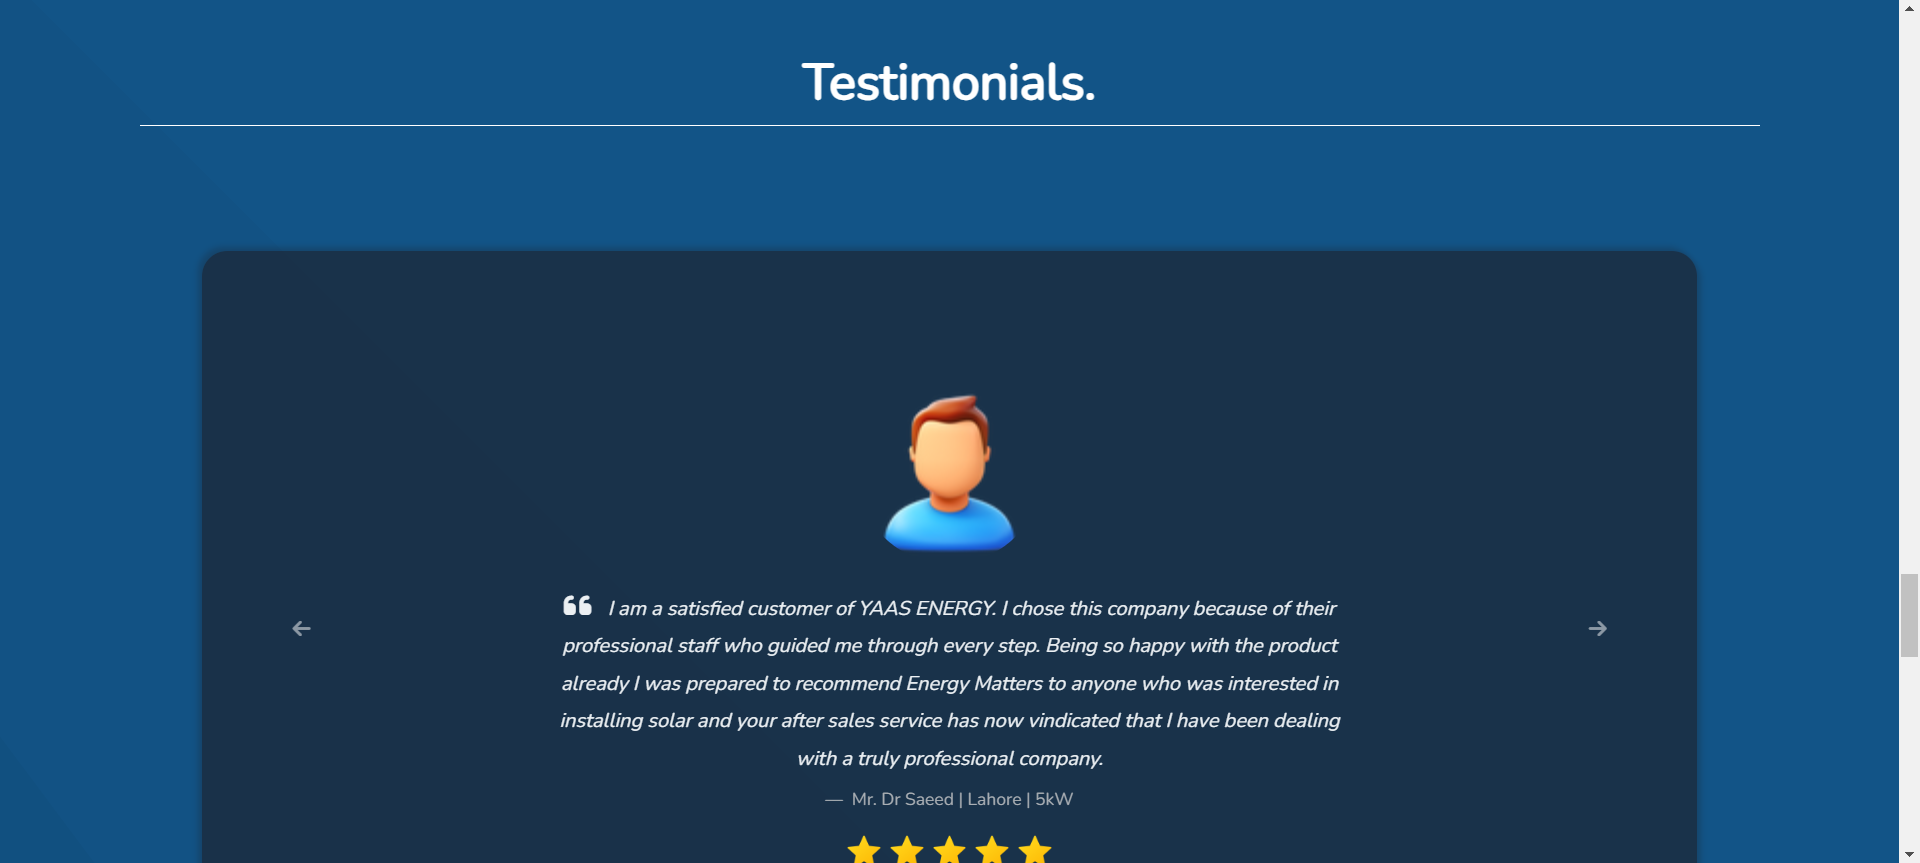 Testimonials.
I am a satisfied customer of YAAS ENERGY. I chose this company because of their
professional staff who guided me through every step. Being so happy with the product
already I was prepared to recommend Energy Matters to anyone who was interested in
installing solar and your after sales service has now vindicated that I have been dealing
with a truly professional company.
— Mr. Dr Saeed | Lahore | 5kW